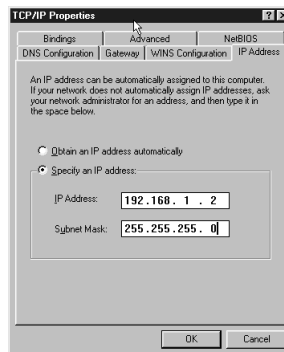 TCP/IP Properties
Bindings Advanced NetBIOS
DNS Configuration Gateway WINS Configuration IP Address
An IP address can be automatically assigned to this computer.
If your network does not automatically assign IP addresses, ask
your network administrator for an address, and then type it in
the space below.
Obtain an IP address automatically
Specify an IP address:
IP Address: 192.168. 1 . 2
Subnet Mask: 255.255.255. 0
OK Cancel